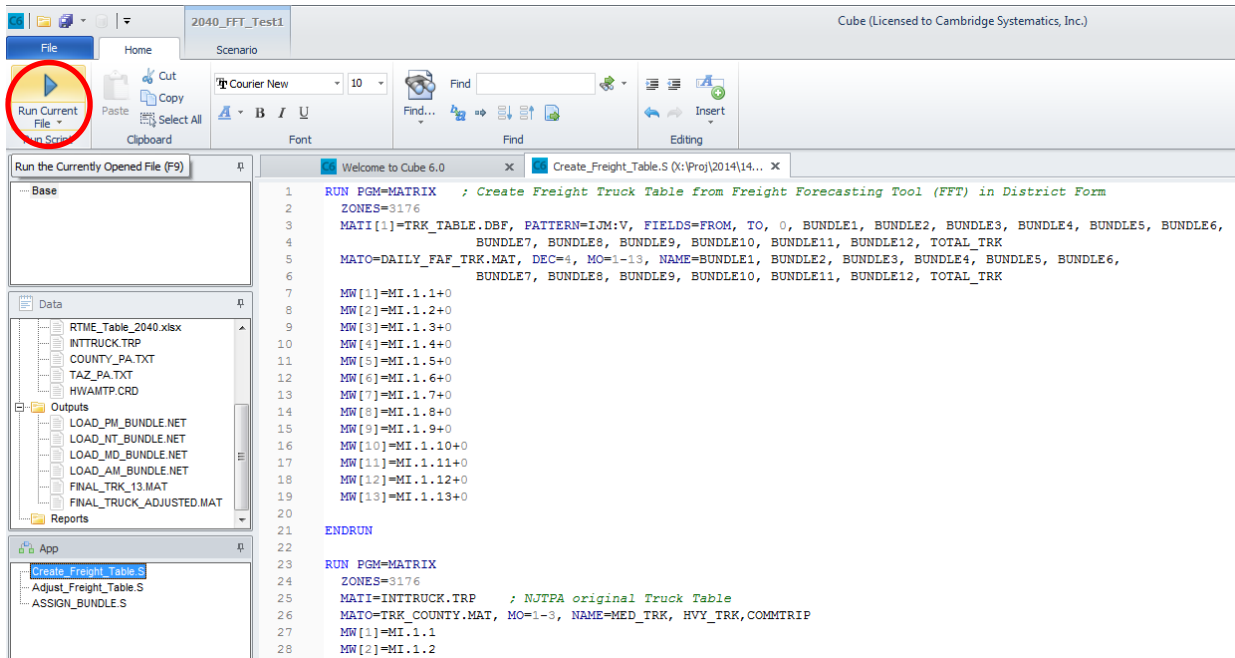 C6 2040_FFT_Test1 Cube (Licensed to Cambridge Systematics, Inc.)
File Home Scenario
Run Current File
Run Script
Paste
Cut
Copy
Select All
Clipboard
Courier New 10
A B I U
Font
Find
Find...
Find
Insert
Editing
Run the Currently Opened File (F9)
Base
Data
RTME_Table_2040.xlsx
INTTRUCK.TRP
COUNTY_PA.TXT
TAZ_PA.TXT
HWAMTP.CRD
Outputs
LOAD_PM_BUNDLE.NET
LOAD_NT_BUNDLE.NET
LOAD_MD_BUNDLE.NET
LOAD_AM_BUNDLE.NET
FINAL_TRK_13.MAT
FINAL_TRUCK_ADJUSTED.MAT
Reports
App
Create_Freight_Table.S
Adjust_Freight_Table.S
ASSIGN_BUNDLE.S
C6 Welcome to Cube 6.0 x C6 Create_Freight_Table.S (X:\Proj\2014\14... x
1 RUN PGM=MATRIX ; Create Freight Truck Table from Freight Forecasting Tool (FFT) in District Form
2 ZONES=3176
3 MATI[1]=TRK_TABLE.DBF, PATTERN=IJM:V, FIELDS=FROM, TO, 0, BUNDLE1, BUNDLE2, BUNDLE3, BUNDLE4, BUNDLE5, BUNDLE6,
4 BUNDLE7, BUNDLE8, BUNDLE9, BUNDLE10, BUNDLE11, BUNDLE12, TOTAL_TRK
5 MATO=DAILY_FAF_TRK.MAT, DEC=4, MO=1-13, NAME=BUNDLE1, BUNDLE2, BUNDLE3, BUNDLE4, BUNDLE5, BUNDLE6,
6 BUNDLE7, BUNDLE8, BUNDLE9, BUNDLE10, BUNDLE11, BUNDLE12, TOTAL_TRK
7 MW[1]=MI.1.1+0
8 MW[2]=MI.1.2+0
9 MW[3]=MI.1.3+0
10 MW[4]=MI.1.4+0
11 MW[5]=MI.1.5+0
12 MW[6]=MI.1.6+0
13 MW[7]=MI.1.7+0
14 MW[8]=MI.1.8+0
15 MW[9]=MI.1.9+0
16 MW[10]=MI.1.10+0
17 MW[11]=MI.1.11+0
18 MW[12]=MI.1.12+0
19 MW[13]=MI.1.13+0
20
21 ENDRUN
22
23 RUN PGM=MATRIX
24 ZONES=3176
25 MATI=INTTRUCK.TRP ; NJTPA original Truck Table
26 MATO=TRK_COUNTY.MAT, MO=1-3, NAME=MED_TRK, HVY_TRK,COMMTRIP
27 MW[1]=MI.1.1
28 MW[2]=MI.1.2